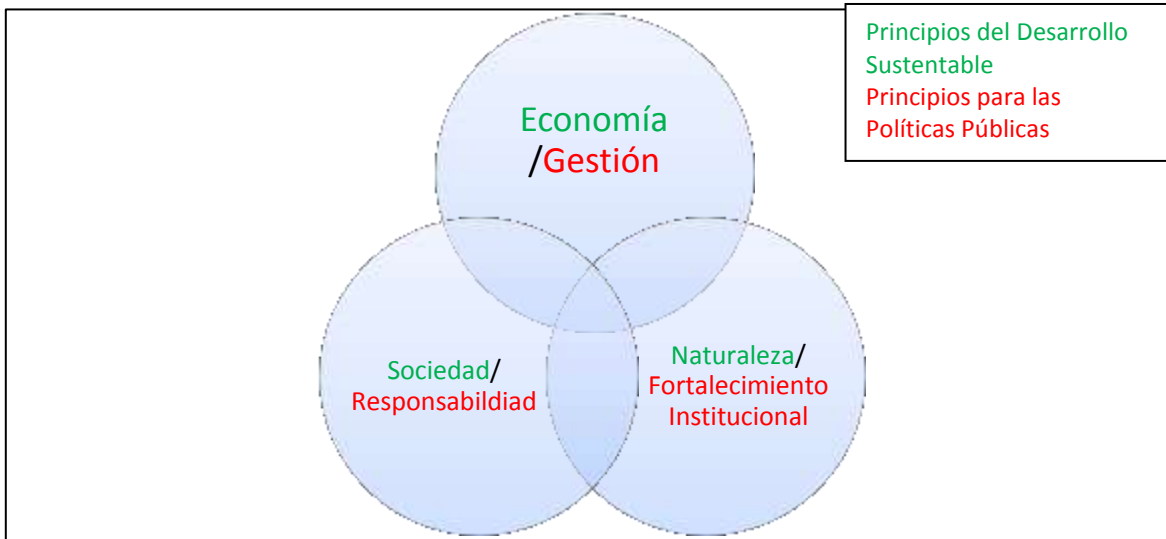 Principios del Desarrollo
Sustentable
Principios para las
Políticas Públicas
Economía
/Gestión
Sociedad/
Responsabildiad
Naturaleza/
Fortalecimiento
Institucional